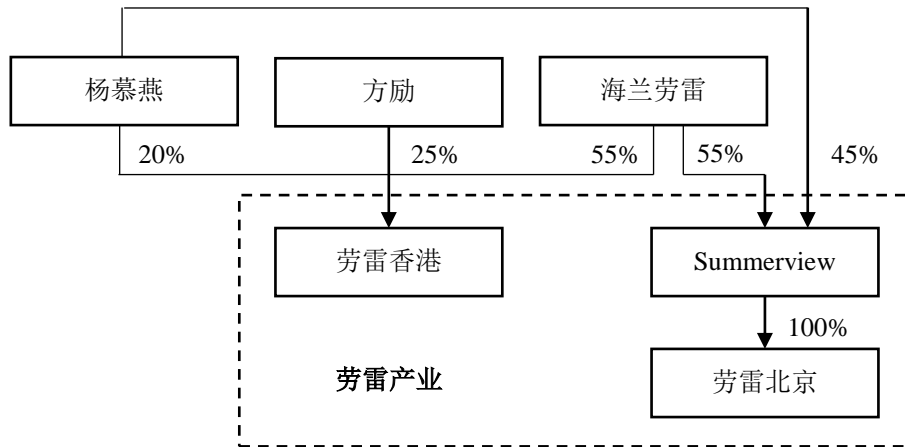 杨慕燕 方励 海兰劳雷
20% 25% 55% 55% 45%
劳雷香港 Summerview
100%
劳雷产业 劳雷北京